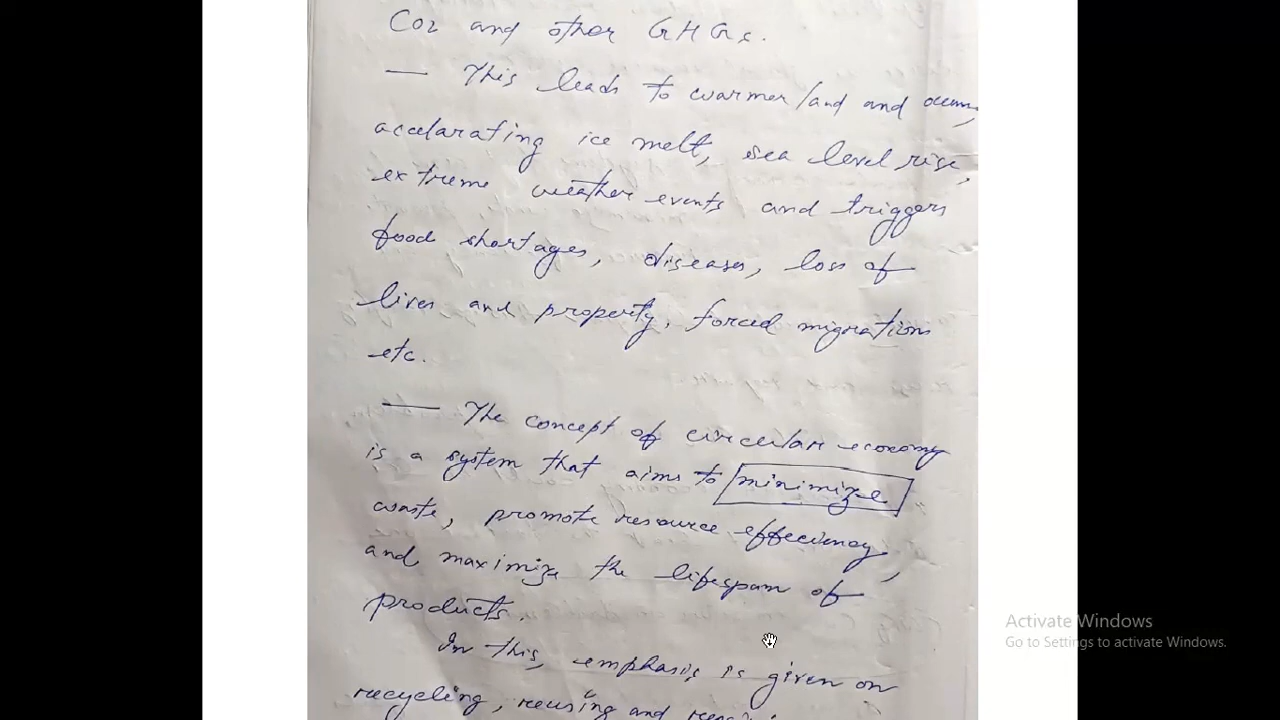 CO2 and other GHGs.
— This leads to warmer land and ocean,
accelarating ice melt, sea level rise,
extreme weather events and triggers
food shortages, diseases, loss of
lives and property, forced migrations
etc.
— The concept of circular economy
is a system that aims to minimize
waste, promote resource effeciency,
and maximize the lifespan of
products.
In this, emphasis is given on
recycling, reusing and
Activate Windows
Go to Settings to activate Windows.